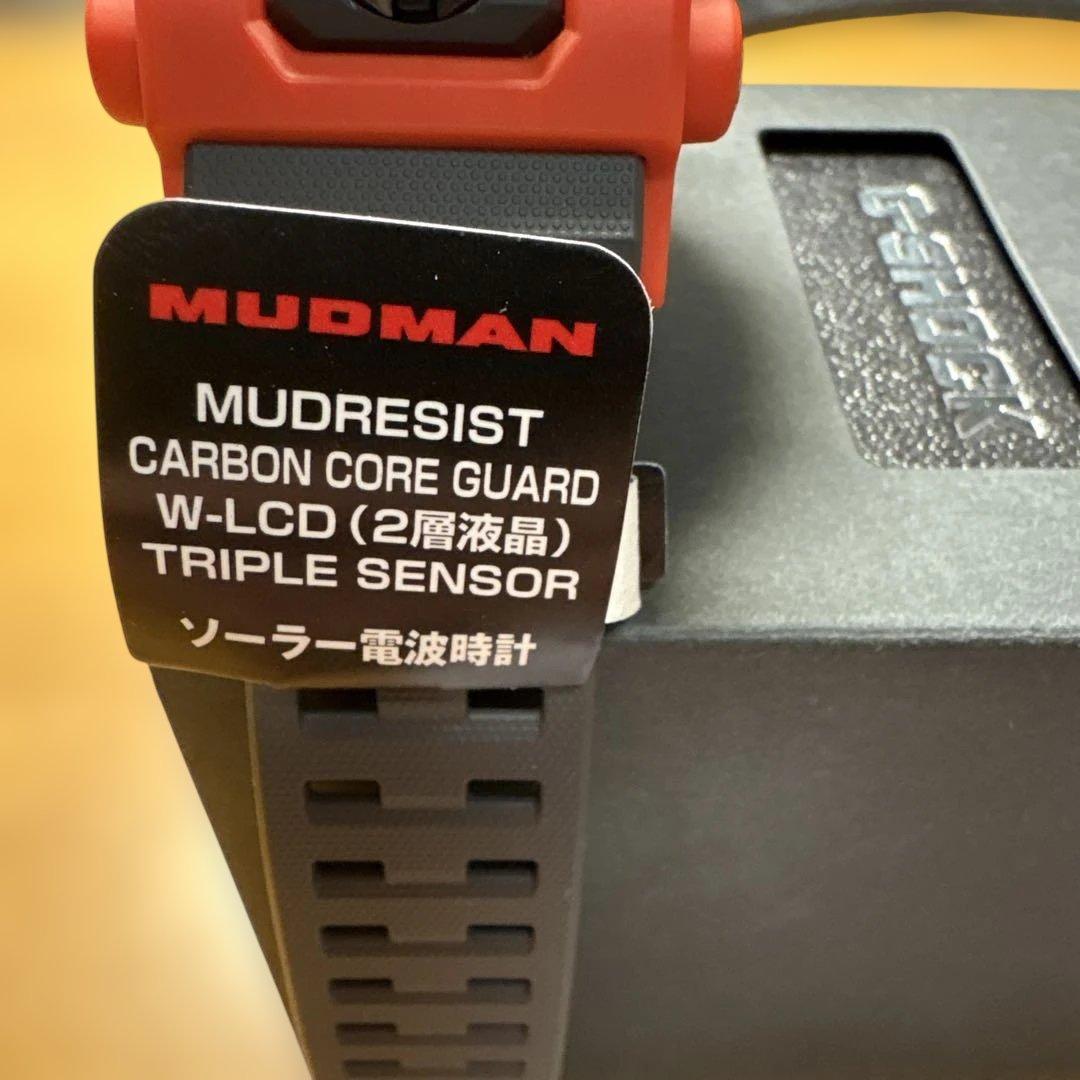 MUDMAN
MUDRESIST
CARBON CORE GUARD
W-LCD（2層液晶）
TRIPLE SENSOR
ソーラー電波時計
G-SHOCK